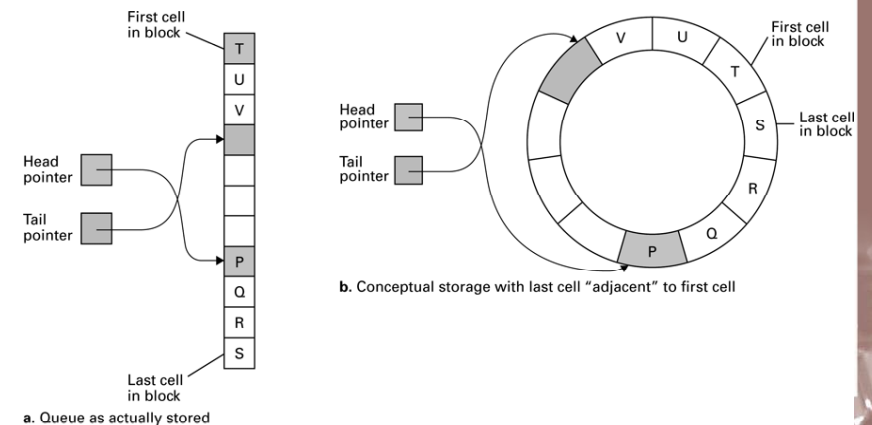 First cell
in block
T
U
V
Head
pointer
Tail
pointer
P
Q
R
S
Last cell
in block
a. Queue as actually stored
Head
pointer
Tail
pointer
V
U
T
S
R
Q
P
First cell
in block
Last cell
in block
b. Conceptual storage with last cell “adjacent” to first cell